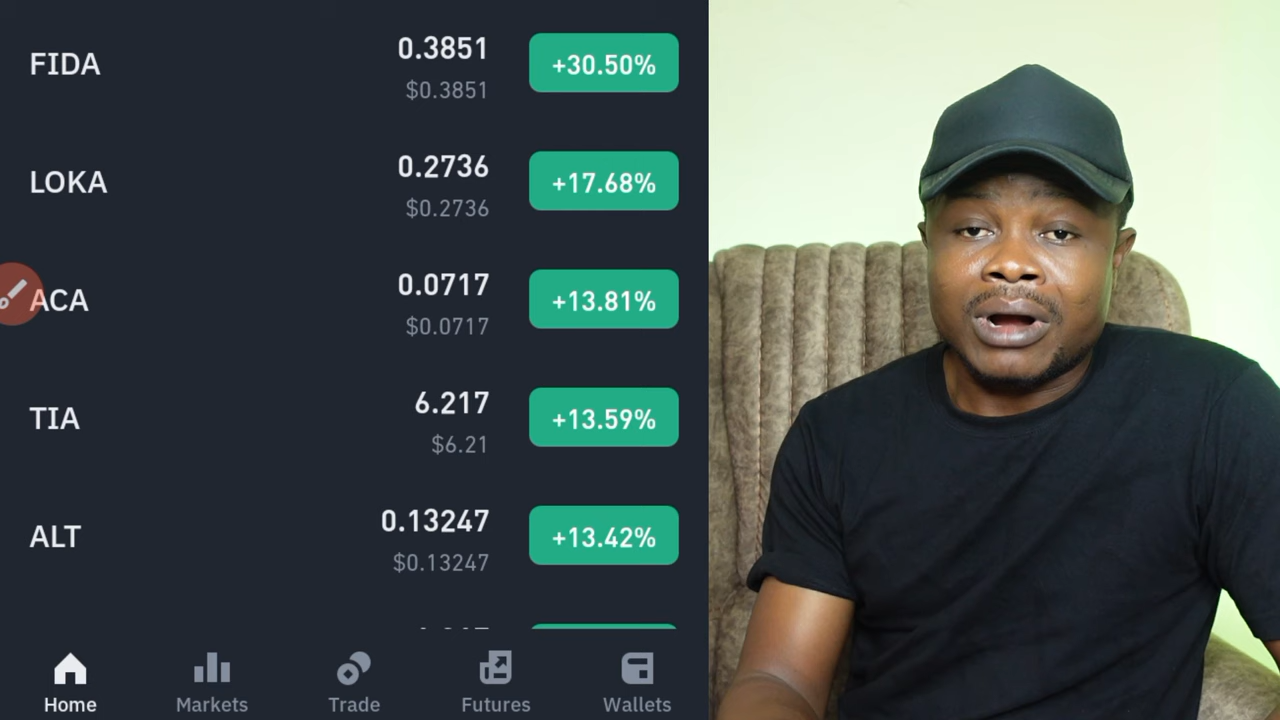 FIDA 0.3851 +30.50%
$0.3851
LOKA 0.2736 +17.68%
$0.2736
ACA 0.0717 +13.81%
$0.0717
TIA 6.217 +13.59%
$6.21
ALT 0.13247 +13.42%
$0.13247
Home Markets Trade Futures Wallets